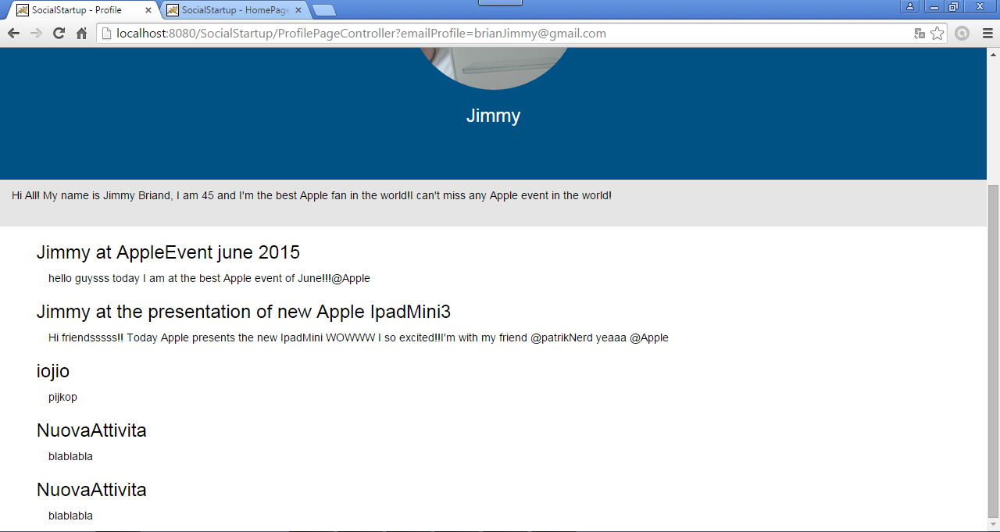 SocialStartup - Profile
SocialStartup - HomePage
localhost:8080/SocialStartup/ProfilePageController?emailProfile=brianJimmy@gmail.com
Jimmy
Hi All! My name is Jimmy Briand, I am 45 and I'm the best Apple fan in the world!I can't miss any Apple event in the world!
Jimmy at AppleEvent june 2015
hello guysss today I am at the best Apple event of June!!!@Apple
Jimmy at the presentation of new Apple IpadMini3
Hi friendsssss!! Today Apple presents the new IpadMini WOWWW I so excited!!I'm with my friend @patrikNerd yeaaa @Apple
iojio
pijkop
NuovaAttivita
blablabla
NuovaAttivita
blablabla